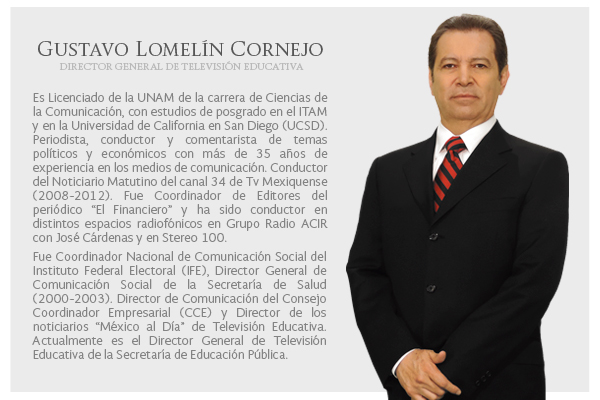 Gustavo Lomelín Cornejo
DIRECTOR GENERAL DE TELEVISIÓN EDUCATIVA
Es Licenciado de la UNAM de la carrera de Ciencias de
la Comunicación, con estudios de posgrado en el ITAM
y en la Universidad de California en San Diego (UCSD).
Periodista, conductor y comentarista de temas
políticos y económicos con más de 35 años de
experiencia en los medios de comunicación. Conductor
del Noticiario Matutino del canal 34 de Tv Mexiquense
(2008-2012). Fue Coordinador de Editores del
periódico “El Financiero” y ha sido conductor en
distintos espacios radiofónicos en Grupo Radio ACIR
con José Cárdenas y en Stereo 100.
Fue Coordinador Nacional de Comunicación Social del
Instituto Federal Electoral (IFE), Director General de
Comunicación Social de la Secretaría de Salud
(2000-2003). Director de Comunicación del Consejo
Coordinador Empresarial (CCE) y Director de los
noticiarios “México al Día” de Televisión Educativa.
Actualmente es el Director General de Televisión
Educativa de la Secretaría de Educación Pública.